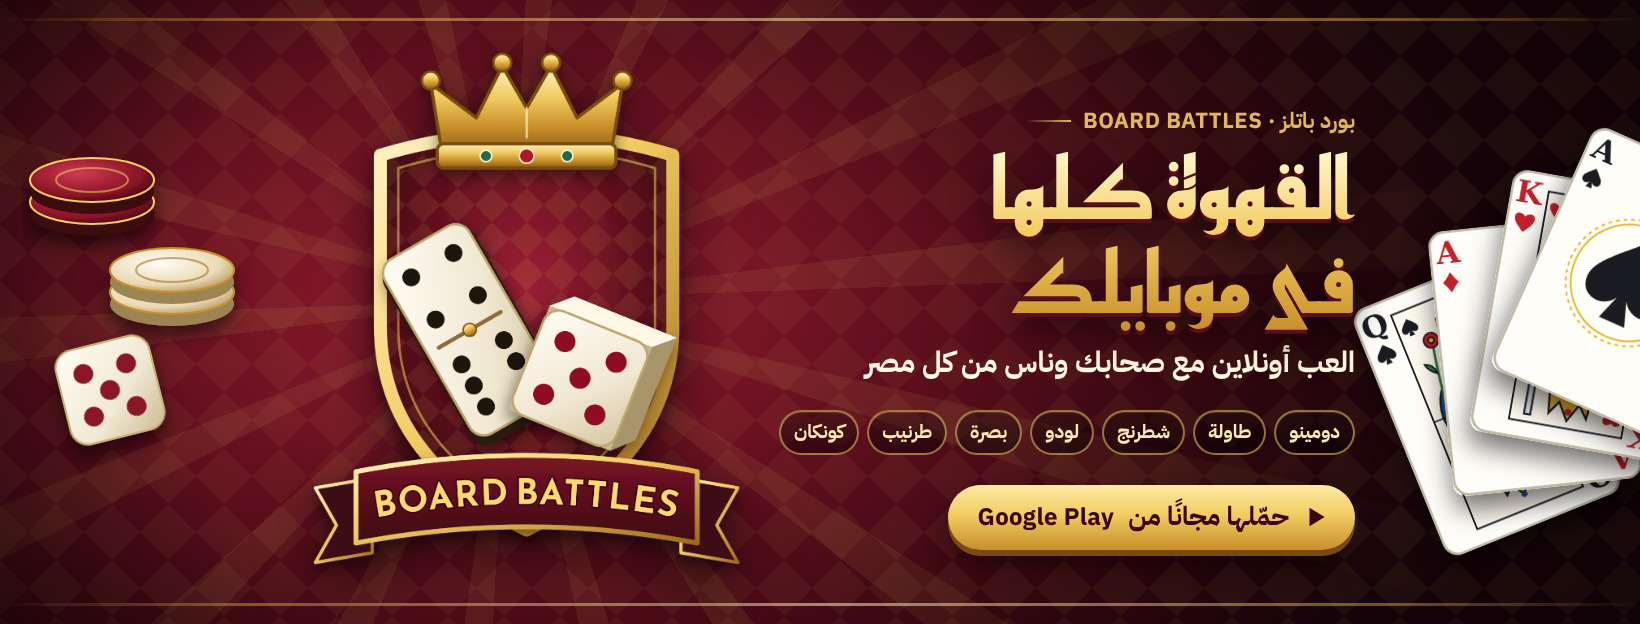 بورد باتلز · BOARD BATTLES
القهوة كلها
في موبايلك
العب أونلاين مع صحابك وناس من كل مصر
دومينو
طاولة
شطرنج
لودو
بصرة
طرنيب
كونكان
حمّلها مجانًا من Google Play
BOARD BATTLES
Q
A
K
A